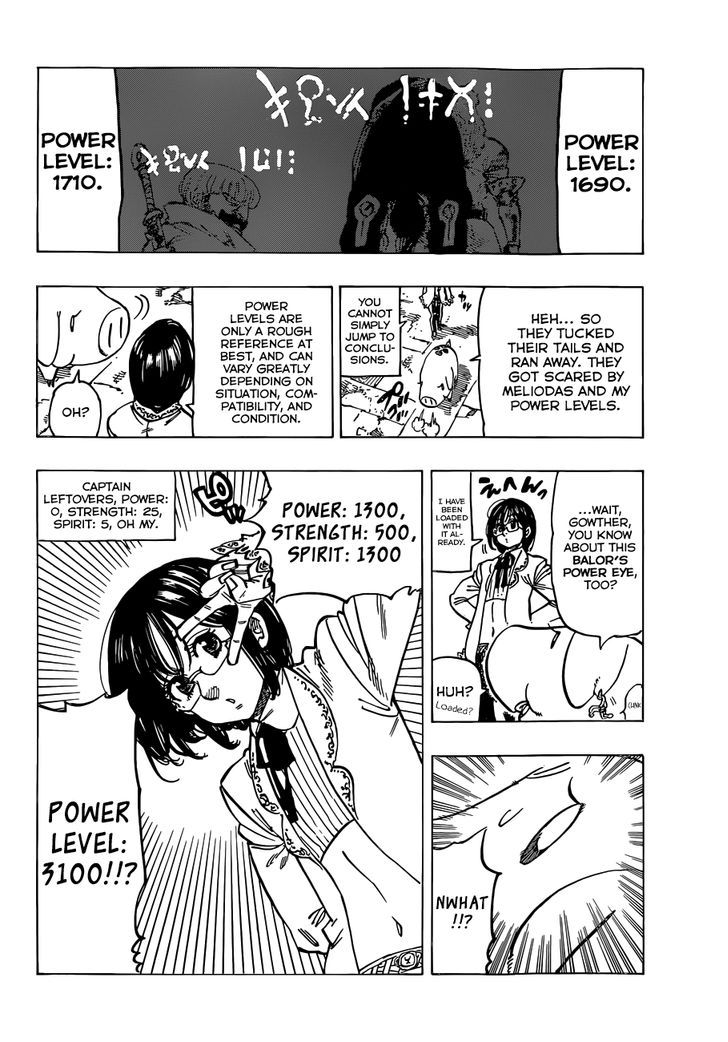 POWER
LEVEL:
1690.
POWER
LEVEL:
1710.
HEH... SO
THEY TUCKED
THEIR TAILS AND
RAN AWAY. THEY
GOT SCARED BY
MELIODAS AND MY
POWER LEVELS.
YOU
CANNOT
SIMPLY
JUMP TO
CONCLU-
SIONS.
POWER
LEVELS ARE
ONLY A ROUGH
REFERENCE AT
BEST, AND CAN
VARY GREATLY
DEPENDING ON
SITUATION, COM-
PATIBILITY, AND
CONDITION.
OH?
...WAIT,
GOWTHER,
YOU KNOW
ABOUT THIS
BALOR'S
POWER EYE,
TOO?
I HAVE
BEEN
LOADED
WITH
IT AL-
READY.
HUH?
Loaded?
CLINK
NWHAT
!!?
CAPTAIN
LEFTOVERS, POWER:
0, STRENGTH: 25,
SPIRIT: 5, OH MY.
POWER: 1300,
STRENGTH: 500,
SPIRIT: 1300
POWER
LEVEL:
3100!!?